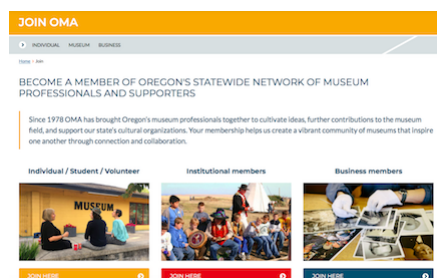 JOIN OMA
INDIVIDUAL MUSEUM BUSINESS
Home / Join
BECOME A MEMBER OF OREGON'S STATEWIDE NETWORK OF MUSEUM
PROFESSIONALS AND SUPPORTERS
Since 1978 OMA has brought Oregon's museum professionals together to cultivate ideas, further contributions to the museum
field, and support our state's cultural organizations. Your membership helps us create a vibrant community of museums that inspire
one another through connection and collaboration.
Individual / Student / Volunteer Institutional members Business members
MUSEUM
JOIN HERE JOIN HERE JOIN HERE